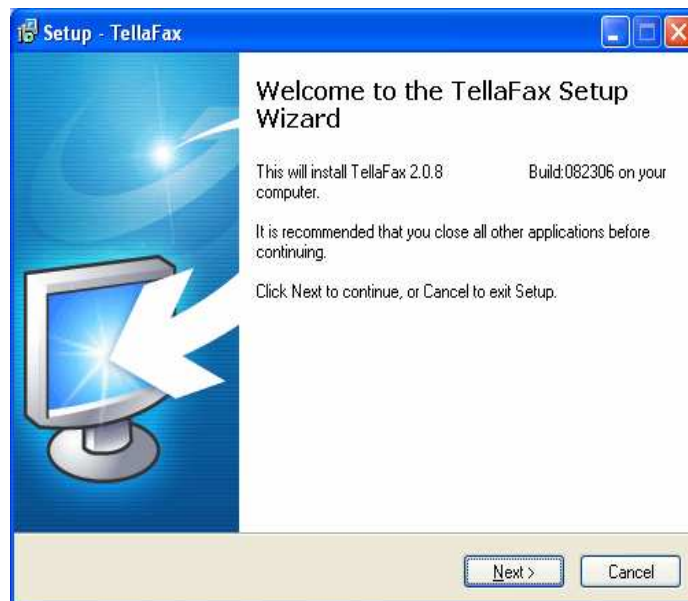 Setup - TellaFax
Welcome to the TellaFax Setup
Wizard
This will install TellaFax 2.0.8 Build:082306 on your
computer.
It is recommended that you close all other applications before
continuing.
Click Next to continue, or Cancel to exit Setup.
Next > Cancel